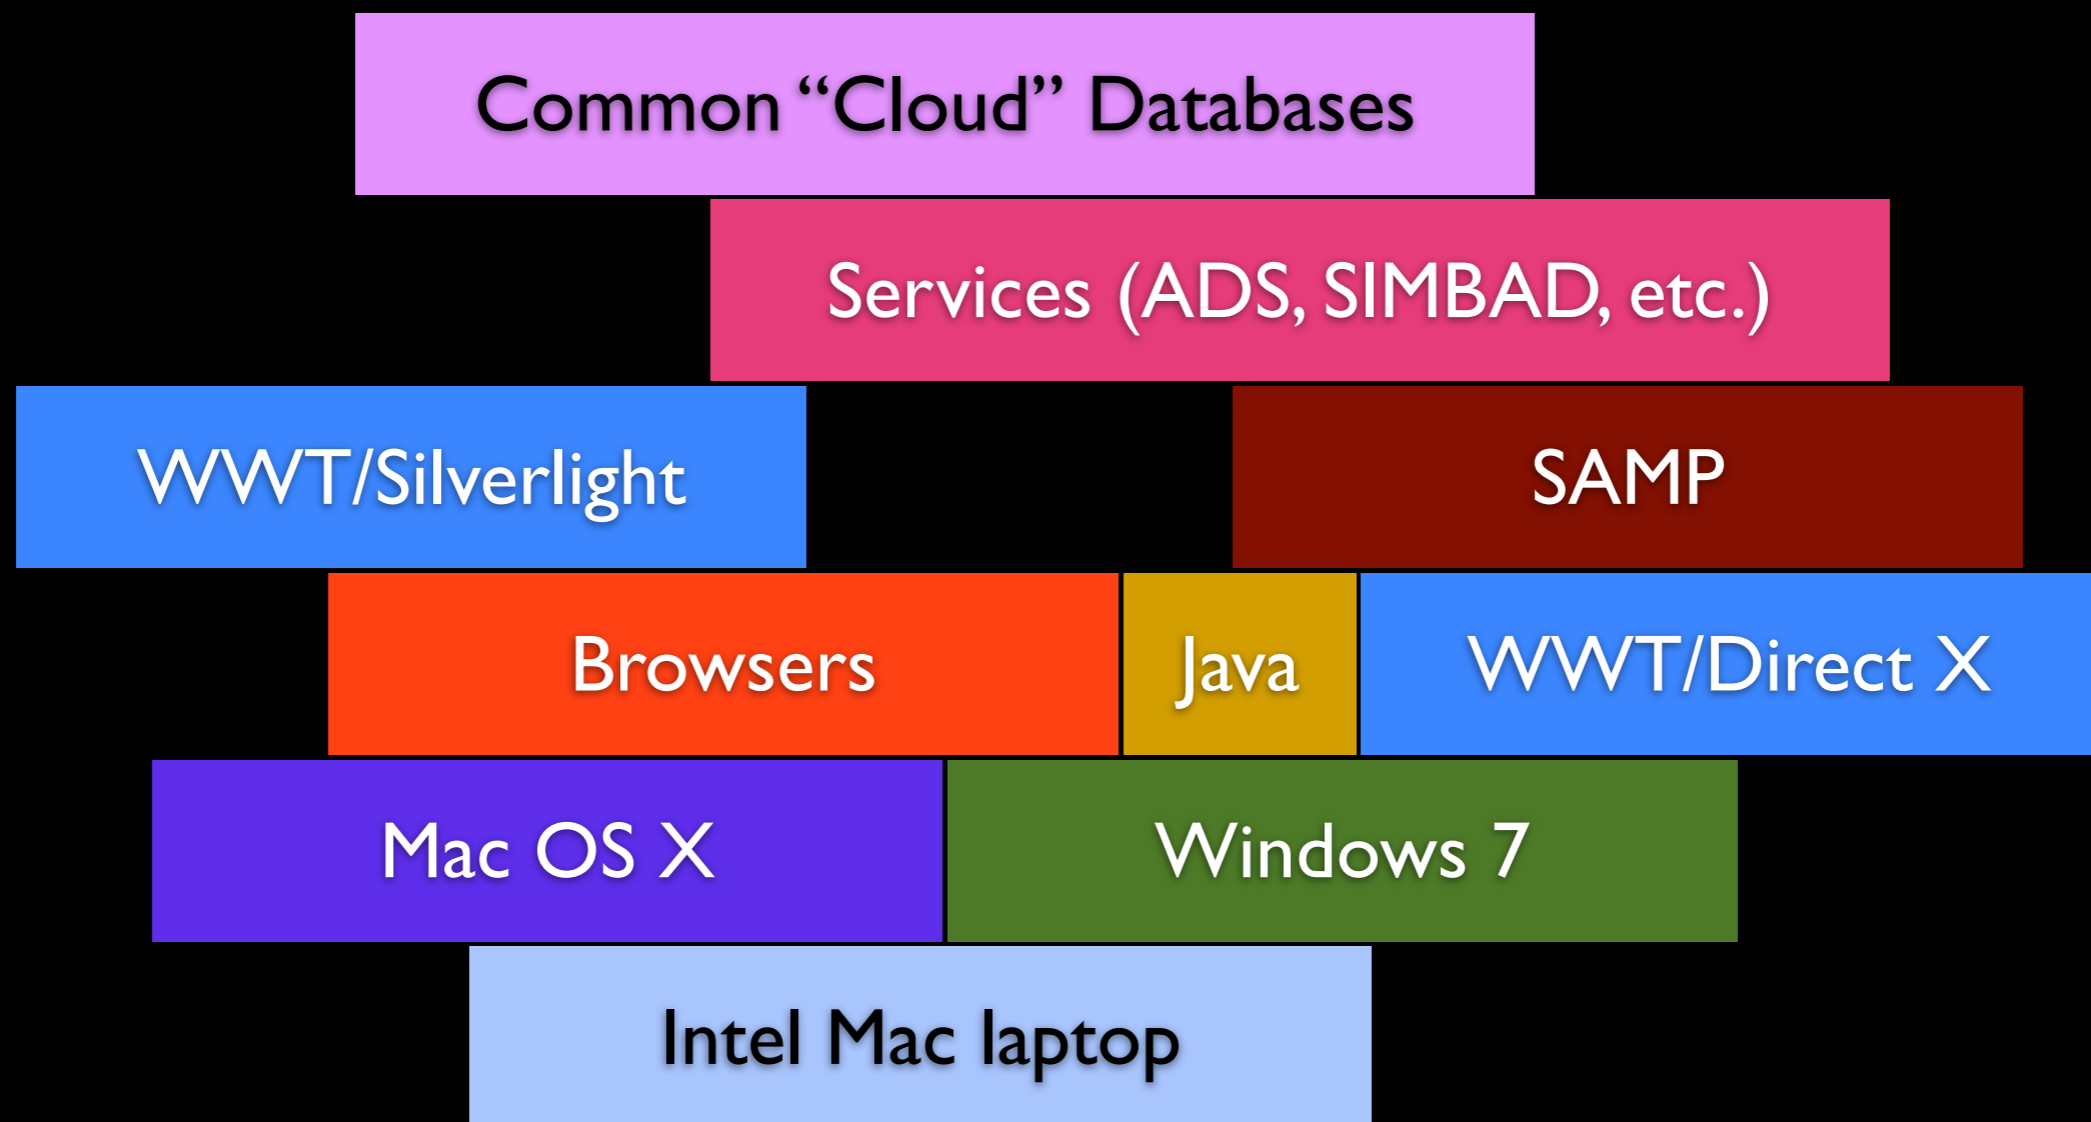 Common “Cloud” Databases
Services (ADS, SIMBAD, etc.)
WWT/Silverlight
SAMP
Browsers
Java
WWT/Direct X
Mac OS X
Windows 7
Intel Mac laptop